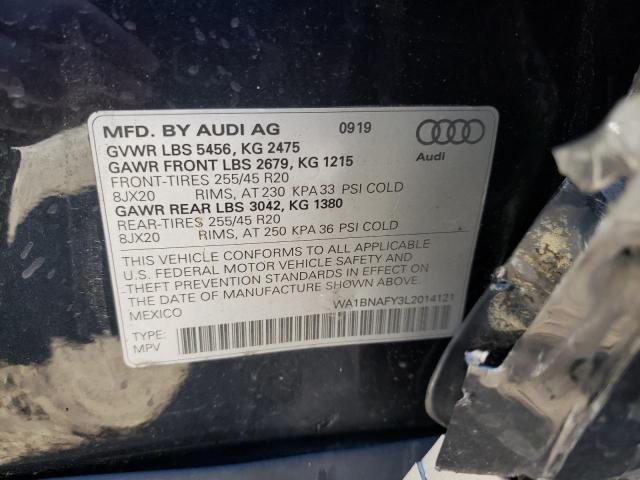 MFD. BY AUDI AG 09 19
GVWR LBS 5456, KG 2475
GAWR FRONT LBS 2679, KG 1215
FRONT-TIRES 255/45 R20
8JX20 RIMS, AT 230 KPA 33 PSI COLD
GAWR REAR LBS 3042, KG 1380
REAR-TIRES 255/45 R20
8JX20 RIMS, AT 250 KPA 36 PSI COLD
Audi
THIS VEHICLE CONFORMS TO ALL APPLICABLE
U.S. FEDERAL MOTOR VEHICLE SAFETY AND
THEFT PREVENTION STANDARDS IN EFFECT ON
THE DATE OF MANUFACTURE SHOWN ABOVE.
MEXICO WA1BNAFY3L2014121
TYPE:
MPV